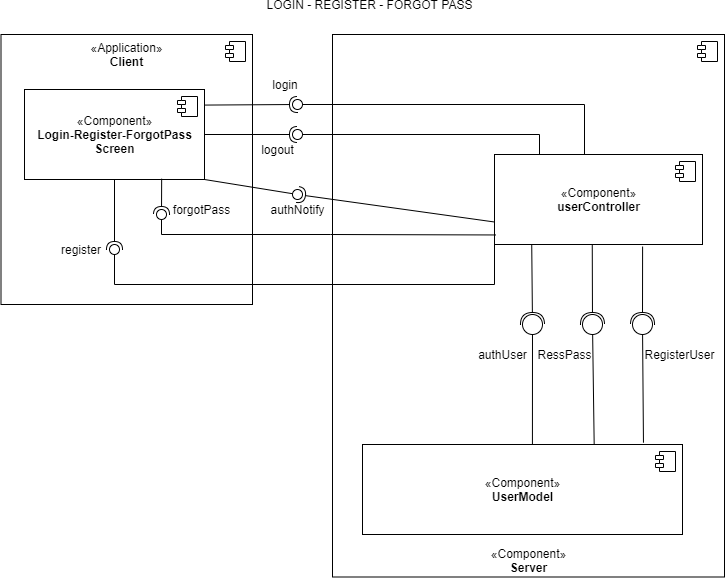 LOGIN - REGISTER - FORGOT PASS
«Application»
Client
«Component»
Login-Register-ForgotPass
Screen
login
logout
authNotify
forgotPass
register
«Component»
userController
authUser
RessPass
RegisterUser
«Component»
UserModel
«Component»
Server